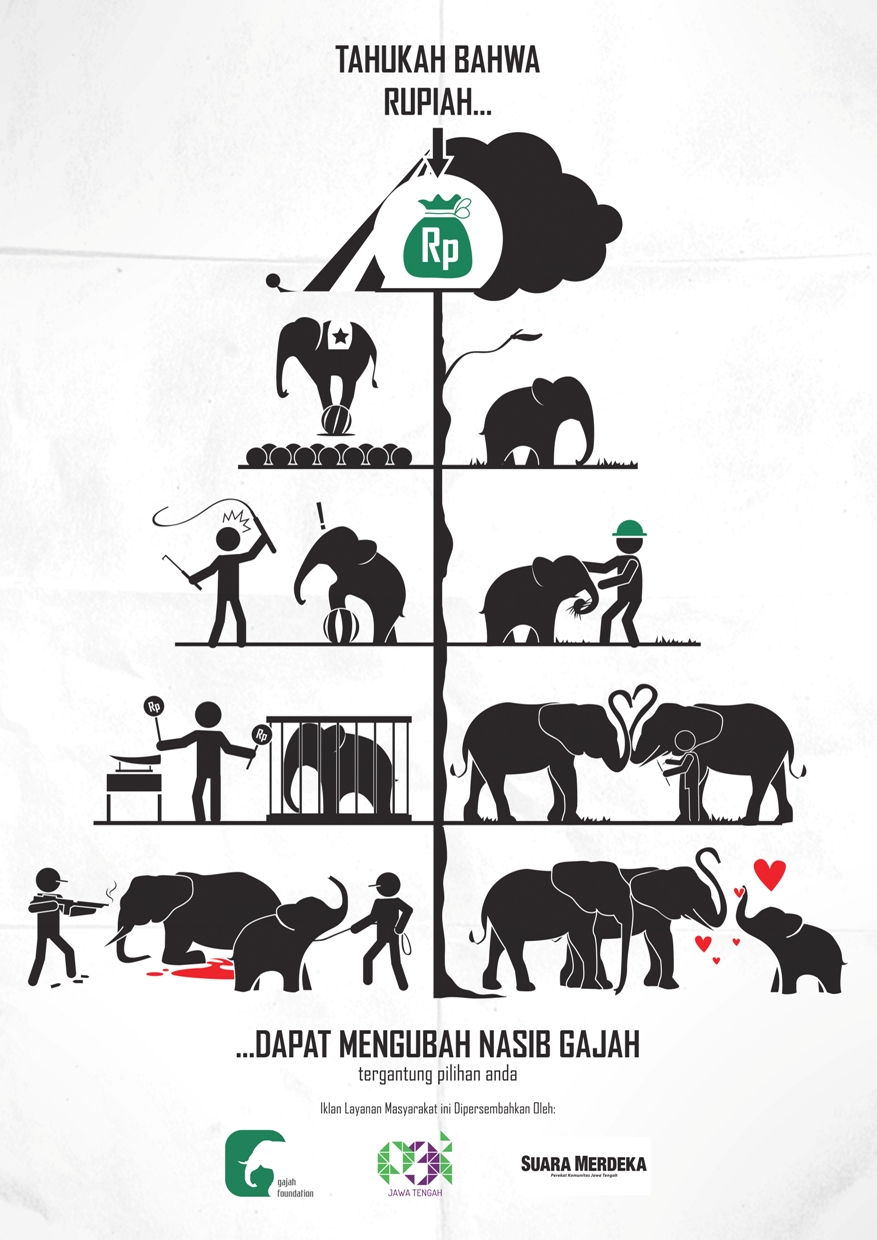 TAHUKAH BAHWA
RUPIAH...
Rp
!
Rp
Rp
...DAPAT MENGUBAH NASIB GAJAH
tergantung pilihan anda
Iklan Layanan Masyarakat ini Dipersembahkan Oleh:
gajah
foundation
JAWA TENGAH
SUARA MERDEKA
Perekat Komunitas Jawa Tengah